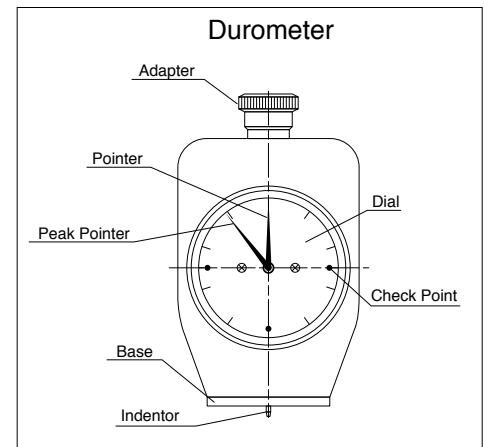 Durometer
Adapter
Pointer
Dial
Peak Pointer
Check Point
Base
Indentor